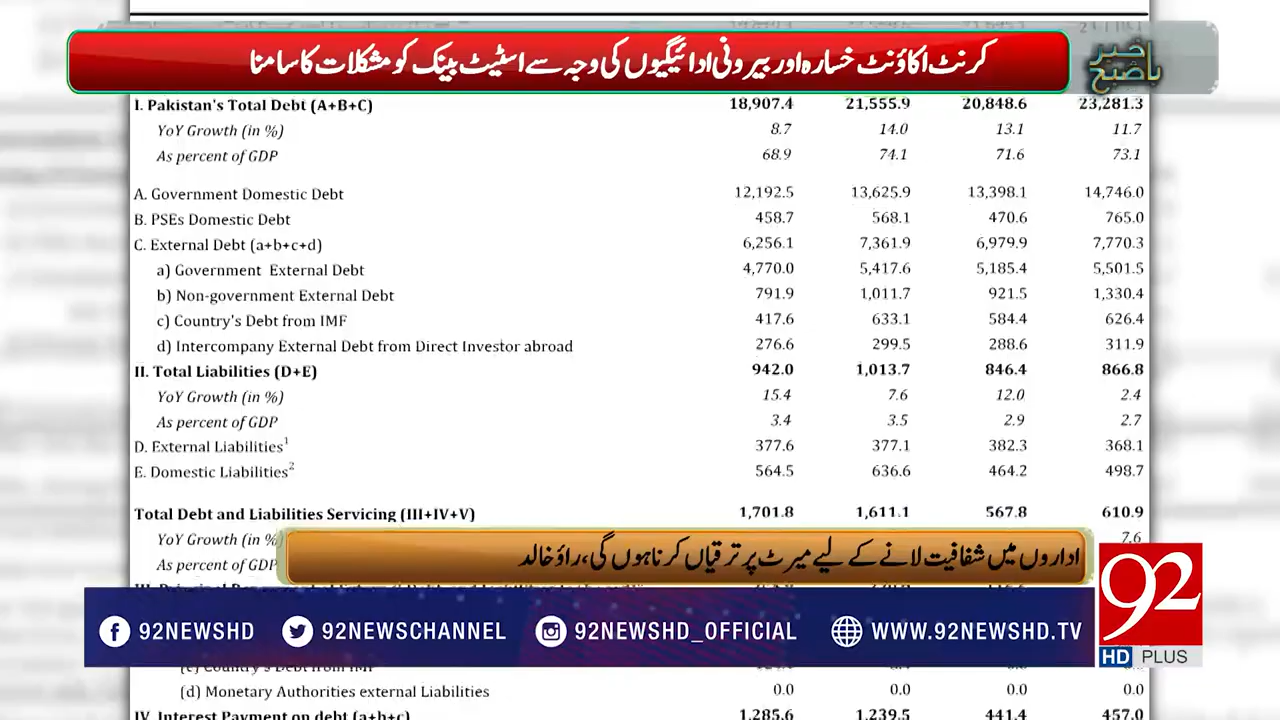 کرنٹ اکاؤنٹ خسارہ اور بیرونی ادائیگیوں کی وجہ سے اسٹیٹ بینک کو مشکلات کا سامنا
خبر
باصبح
I. Pakistan's Total Debt (A+B+C) 18,907.4 21,555.9 20,848.6 23,281.3
YoY Growth (in %) 8.7 14.0 13.1 11.7
As percent of GDP 68.9 74.1 71.6 73.1
A. Government Domestic Debt 12,192.5 13,625.9 13,398.1 14,746.0
B. PSEs Domestic Debt 458.7 568.1 470.6 765.0
C. External Debt (a+b+c+d) 6,256.1 7,361.9 6,979.9 7,770.3
a) Government External Debt 4,770.0 5,417.6 5,185.4 5,501.5
b) Non-government External Debt 791.9 1,011.7 921.5 1,330.4
c) Country's Debt from IMF 417.6 633.1 584.4 626.4
d) Intercompany External Debt from Direct Investor abroad 276.6 299.5 288.6 311.9
II. Total Liabilities (D+E) 942.0 1,013.7 846.4 866.8
YoY Growth (in %) 15.4 7.6 12.0 2.4
As percent of GDP 3.4 3.5 2.9 2.7
D. External Liabilities1 377.6 377.1 382.3 368.1
E. Domestic Liabilities2 564.5 636.6 464.2 498.7
Total Debt and Liabilities Servicing (III+IV+V) 1,701.8 1,611.1 567.8 610.9
YoY Growth (in %) 7.6
As percent of GDP
اداروں میں شفافیت لانے کے لیے میرٹ پر ترقیاں کرنا ہوں گی، راؤ خالد
92NEWSHD 92NEWSCHANNEL 92NEWSHD_OFFICIAL WWW.92NEWSHD.TV
92
HD PLUS
(c) Country's Debt from IMF
(d) Monetary Authorities external Liabilities 0.0 0.0 0.0 0.0
IV. Interest Payment on debt (a+b+c) 1,285.6 1,239.5 441.4 457.0